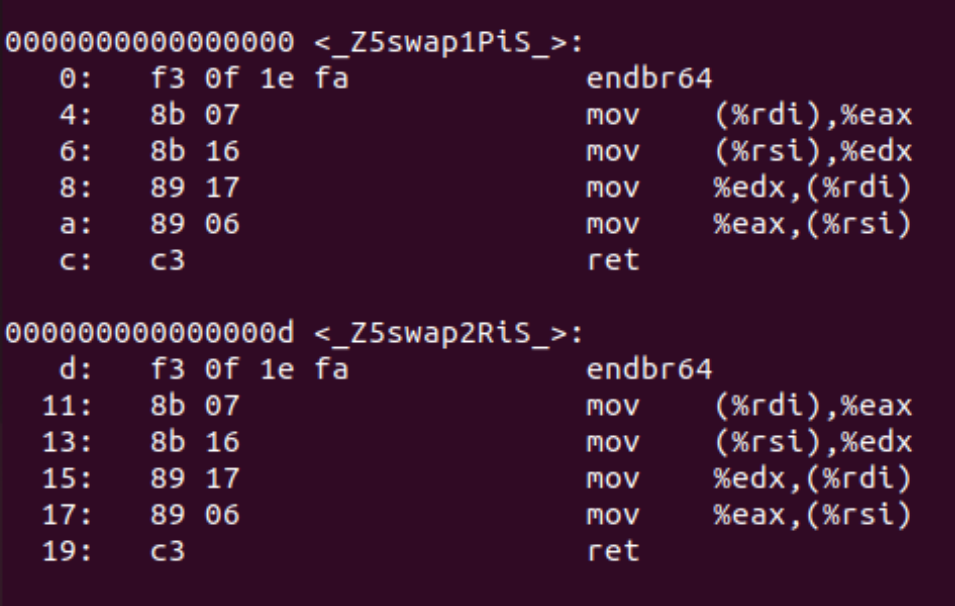 0000000000000000 <_Z5swap1PiS_>:
0: f3 0f 1e fa endbr64
4: 8b 07 mov (%rdi),%eax
6: 8b 16 mov (%rsi),%edx
8: 89 17 mov %edx,(%rdi)
a: 89 06 mov %eax,(%rsi)
c: c3 ret
000000000000000d <_Z5swap2RiS_>:
d: f3 0f 1e fa endbr64
11: 8b 07 mov (%rdi),%eax
13: 8b 16 mov (%rsi),%edx
15: 89 17 mov %edx,(%rdi)
17: 89 06 mov %eax,(%rsi)
19: c3 ret